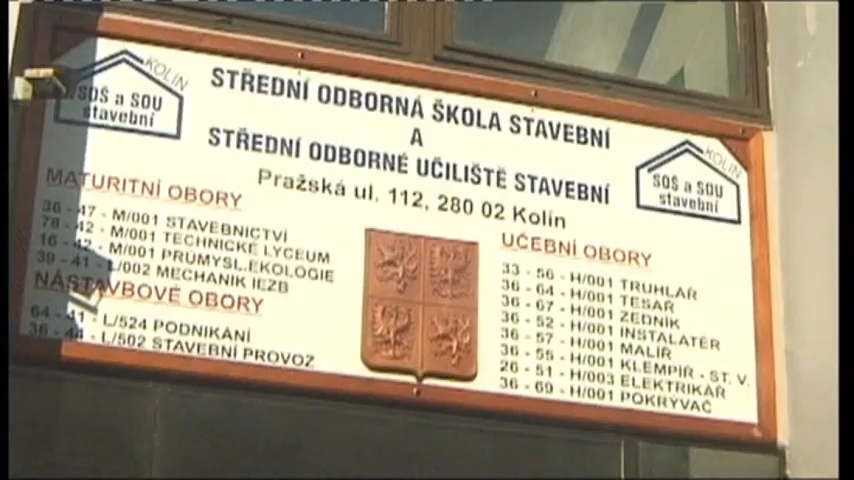 KOLÍN
SOŠ a SOU
stavební
STŘEDNÍ ODBORNÁ ŠKOLA STAVEBNÍ
A
STŘEDNÍ ODBORNÉ UČILIŠTĚ STAVEBNÍ
Pražská ul. 112, 280 02 Kolín
KOLÍN
SOŠ a SOU
stavební
MATURITNÍ OBORY
36 - 47 - M/001 STAVEBNICTVÍ
78 - 42 - M/001 TECHNICKÉ LYCEUM
16 - 42 - M/001 PRŮMYSL.EKOLOGIE
39 - 41 - L/002 MECHANIK IEZB
NÁSTAVBOVÉ OBORY
64 - 41 - L/524 PODNIKÁNÍ
36 - 44 - L/502 STAVEBNÍ PROVOZ
UČEBNÍ OBORY
33 - 56 - H/001 TRUHLAŘ
36 - 64 - H/001 TESAŘ
36 - 67 - H/001 ZEDNÍK
36 - 52 - H/001 INSTALATÉR
36 - 57 - H/001 MALÍŘ
36 - 55 - H/001 KLEMPÍŘ - ST. V.
26 - 51 - H/003 ELEKTRIKÁŘ
36 - 69 - H/001 POKRÝVAČ